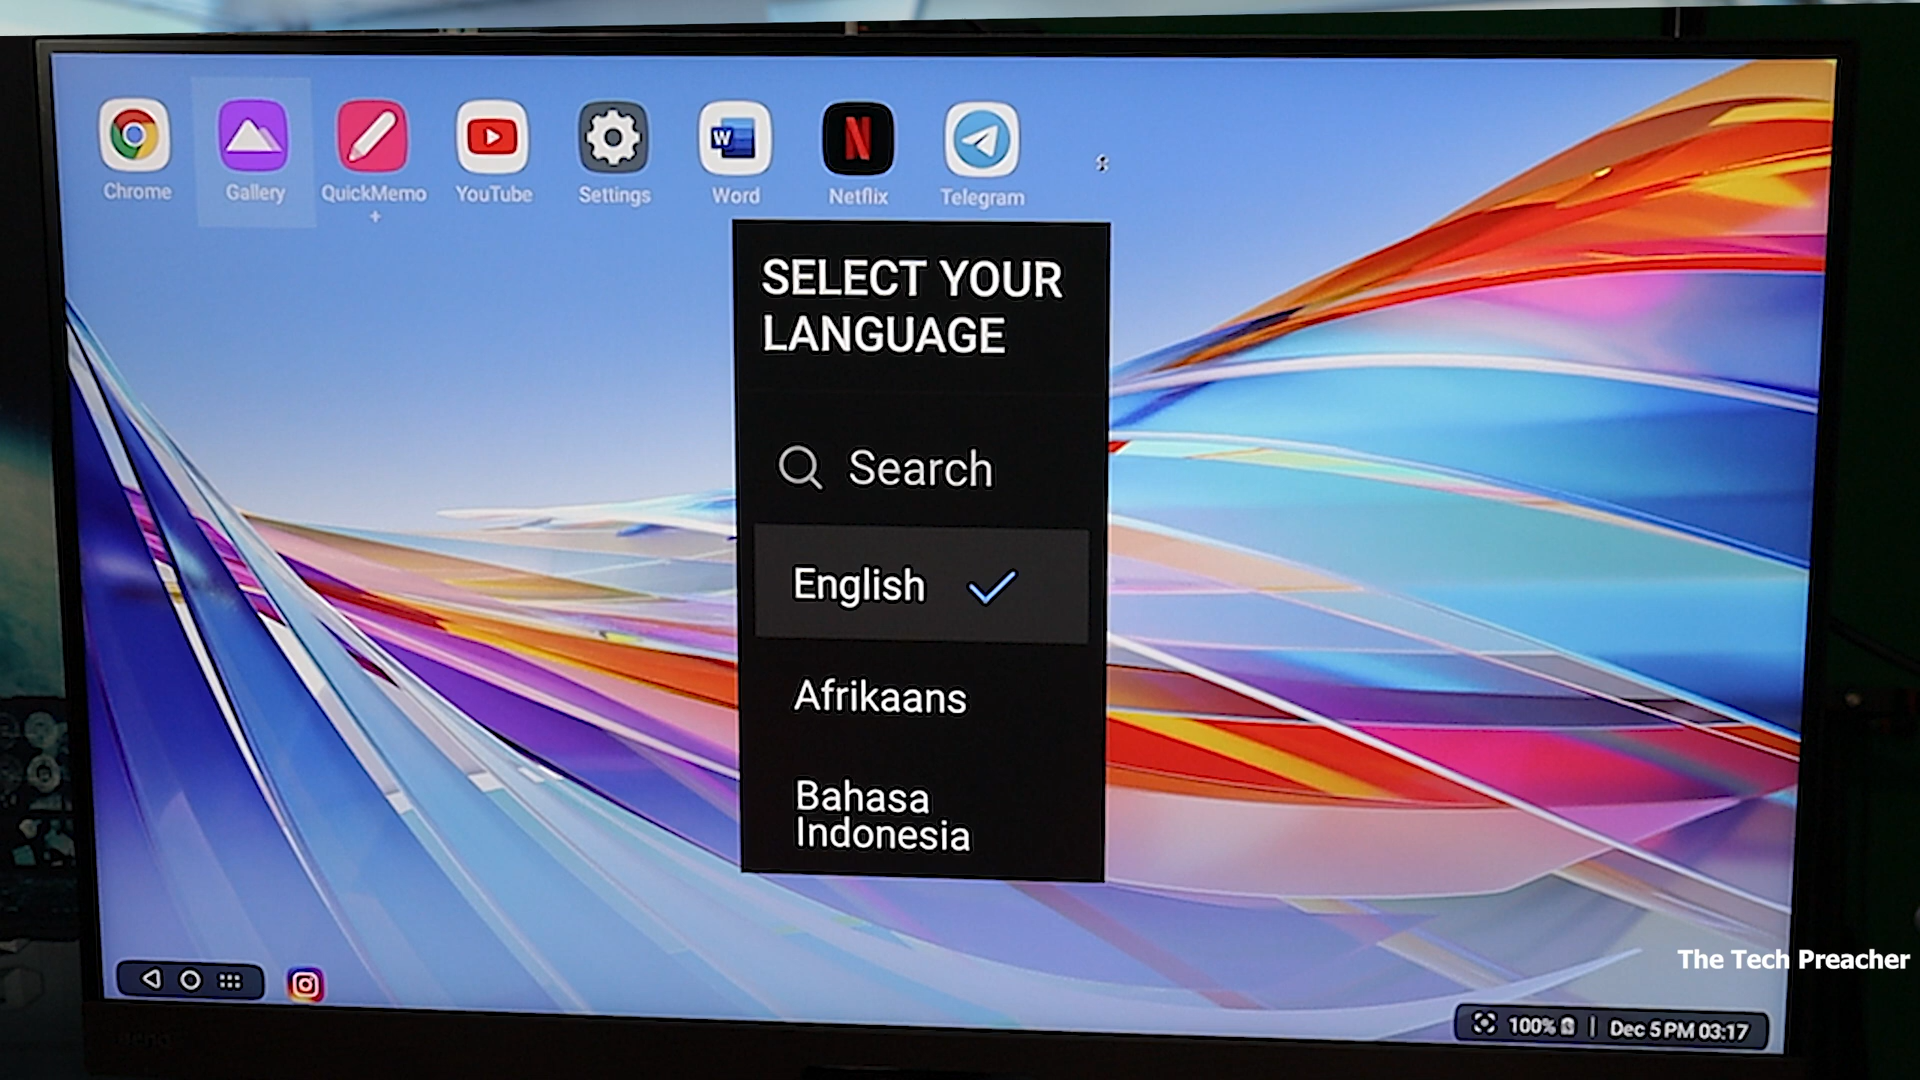 Chrome
Gallery
QuickMemo
+
YouTube
Settings
W
Word
N
Netflix
Telegram
SELECT YOUR
LANGUAGE
Search
English
Afrikaans
Bahasa
Indonesia
The Tech Preacher
100% | Dec 5 PM 03:17
BenQ